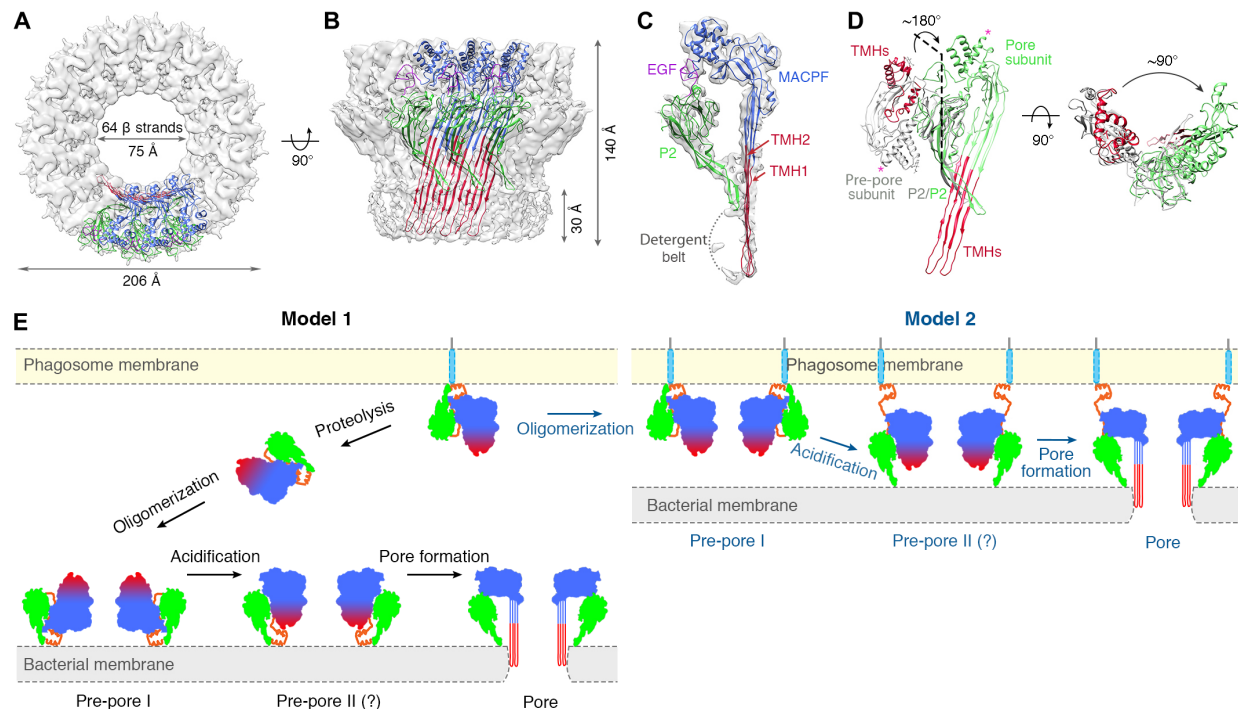 A
64 β strands
75 Å
206 Å
90°
B
140 Å
30 Å
C
EGF
MACPF
P2
TMH2
TMH1
Detergent
belt
D
~180°
TMHs
*
Pore
subunit
*
Pre-pore
subunit
P2/P2
TMHs
90°
~90°
E
Model 1
Phagosome membrane
Proteolysis
Oligomerization
Oligomerization
Acidification
Pore formation
Bacterial membrane
Pre-pore I
Pre-pore II (?)
Pore
Model 2
Phagosome membrane
Acidification
Pore
formation
Bacterial membrane
Pre-pore I
Pre-pore II (?)
Pore